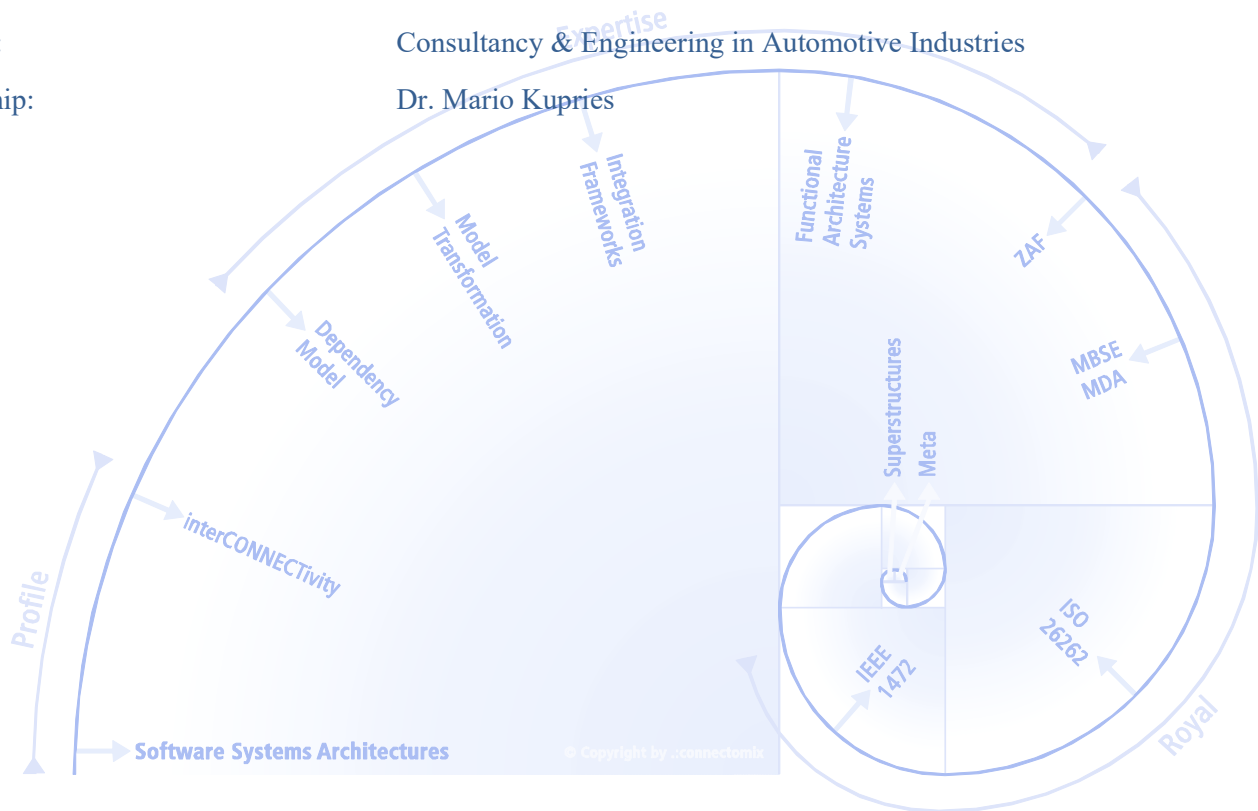 Expertise
: Consultancy & Engineering in Automotive Industries
ip: Dr. Mario Kupries
Integration
Frameworks
Functional
Architecture
Systems
Model
Transformation
ZAF
Dependency
Model
MBSE
MDA
Superstructures
Meta
interCONNECTivity
Profile
ISO
26262
IEEE
1472
Royal
Software Systems Architectures
© Copyright by .:connectomix